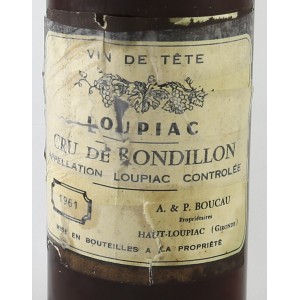 VIN DE TÊTE
LOUPIAC
CRU DE RONDILLON
APPELLATION LOUPIAC CONTROLÉE
1961
A. & P. BOUCAU
Propriétaires
HAUT-LOUPIAC (GIRONDE)
MIS EN BOUTEILLES A LA PROPRIÉTÉ